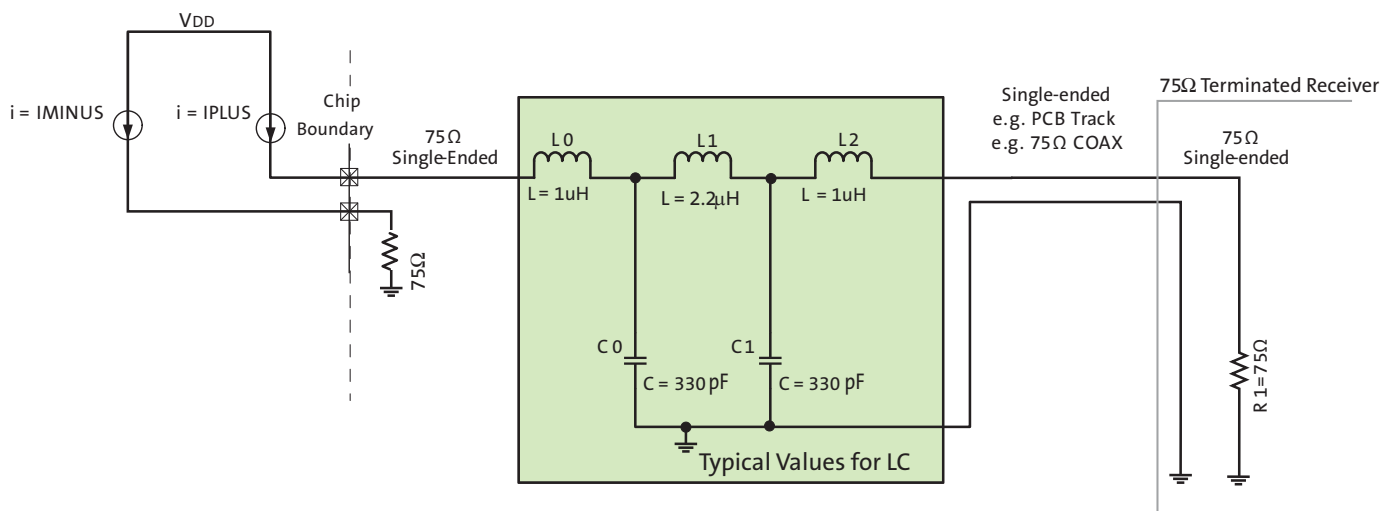 VDD
i = IMINUS
i = IPLUS
Chip
Boundary
75Ω
Single-Ended
75Ω
L0
L = 1uH
L1
L = 2.2µH
L2
L = 1uH
C0
C = 330 pF
C1
C = 330 pF
Typical Values for LC
Single-ended
e.g. PCB Track
e.g. 75Ω COAX
75Ω Terminated Receiver
75Ω
Single-ended
R1=75Ω